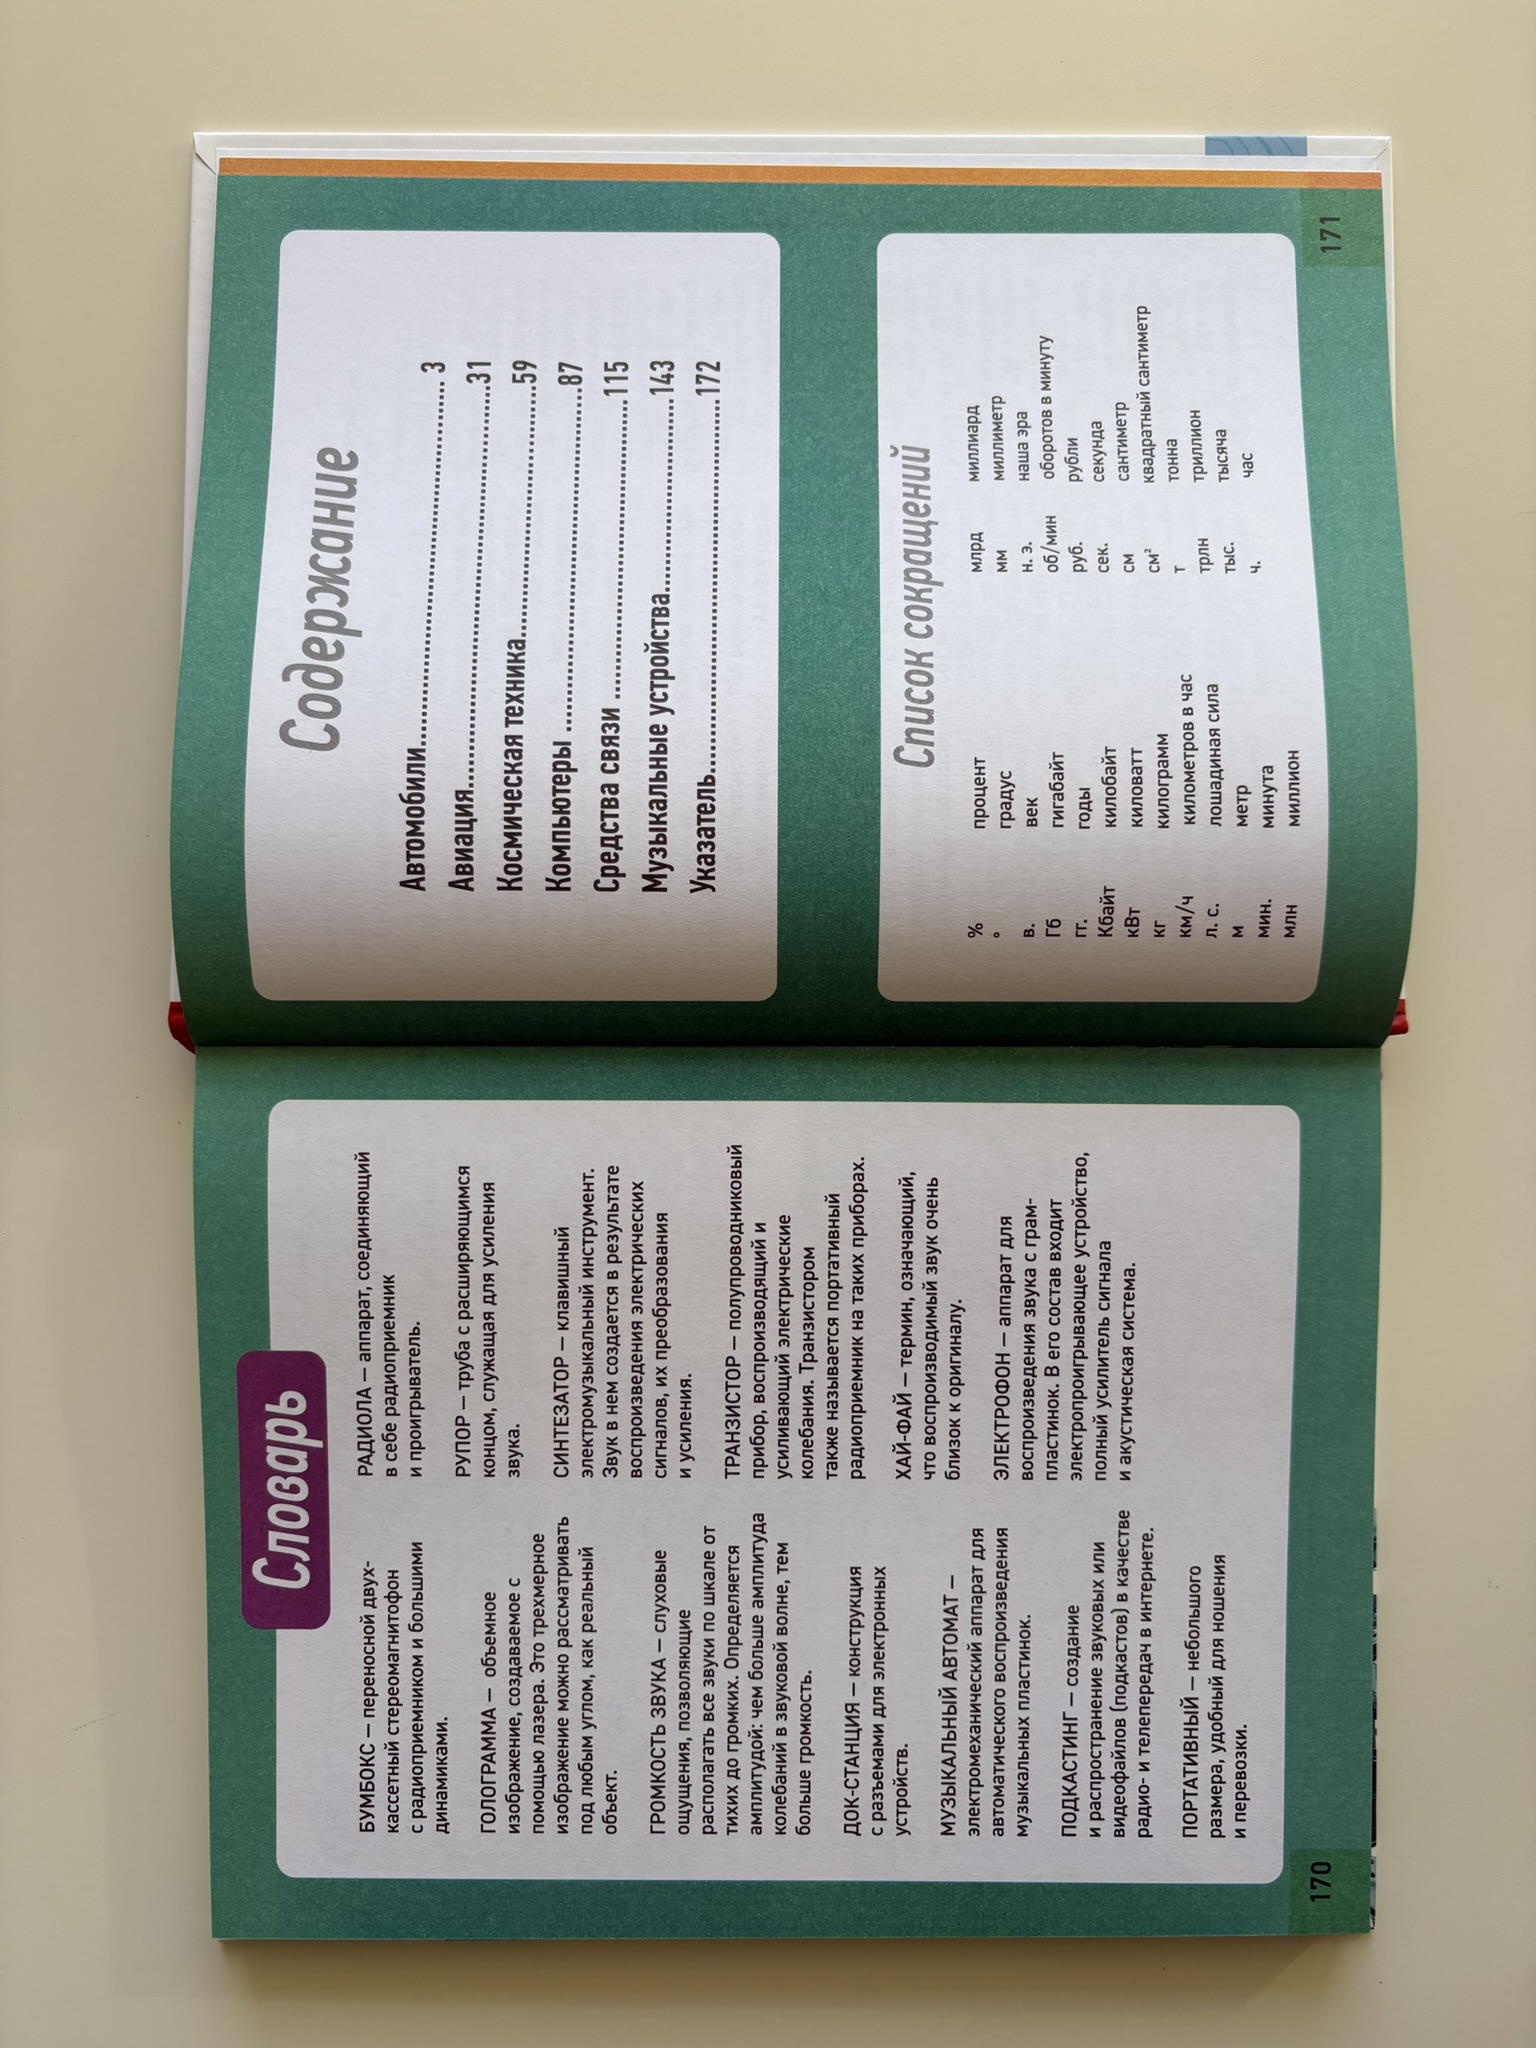 Словарь
БУМБОКС — переносной двух-
кассетный стереомагнитофон
с радиоприемником и большими
динамиками.
ГОЛОГРАММА — объемное
изображение, создаваемое с
помощью лазера. Это трехмерное
изображение можно рассматривать
под любым углом, как реальный
объект.
ГРОМКОСТЬ ЗВУКА — слуховые
ощущения, позволяющие
располагать все звуки по шкале от
тихих до громких. Определяется
амплитудой: чем больше амплитуда
колебаний в звуковой волне, тем
больше громкость.
ДОК-СТАНЦИЯ — конструкция
с разъемами для электронных
устройств.
МУЗЫКАЛЬНЫЙ АВТОМАТ —
электромеханический аппарат для
автоматического воспроизведения
музыкальных пластинок.
ПОДКАСТИНГ — создание
и распространение звуковых или
видеофайлов (подкастов) в качестве
радио- и телепередач в интернете.
ПОРТАТИВНЫЙ — небольшого
размера, удобный для ношения
и перевозки.
РАДИОЛА — аппарат, соединяющий
в себе радиоприемник
и проигрыватель.
РУПОР — труба с расширяющимся
концом, служащая для усиления
звука.
СИНТЕЗАТОР — клавишный
электромузыкальный инструмент.
Звук в нем создается в результате
воспроизведения электрических
сигналов, их преобразования
и усиления.
ТРАНЗИСТОР — полупроводниковый
прибор, воспроизводящий и
усиливающий электрические
колебания. Транзистором
также называется портативный
радиоприемник на таких приборах.
ХАЙ-ФАЙ — термин, означающий,
что воспроизводимый звук очень
близок к оригиналу.
ЭЛЕКТРОФОН — аппарат для
воспроизведения звука с грам-
пластинок. В его состав входит
электропроигрывающее устройство,
полный усилитель сигнала
и акустическая система.
170
Содержание
Автомобили.......................................... 3
Авиация..............................................31
Космическая техника.............................59
Компьютеры ........................................87
Средства связи ...................................115
Музыкальные устройства.......................143
Указатель...........................................172
Список сокращений
% процент
° градус
в. век
Гб гигабайт
гг. годы
Кбайт килобайт
кВт киловатт
кг килограмм
км/ч километров в час
л. с. лошадиная сила
м метр
мин. минута
млн миллион
млрд миллиард
мм миллиметр
н. э. наша эра
об/мин оборотов в минуту
руб. рубли
сек. секунда
см сантиметр
см² квадратный сантиметр
т тонна
трлн триллион
тыс. тысяча
ч. час
171